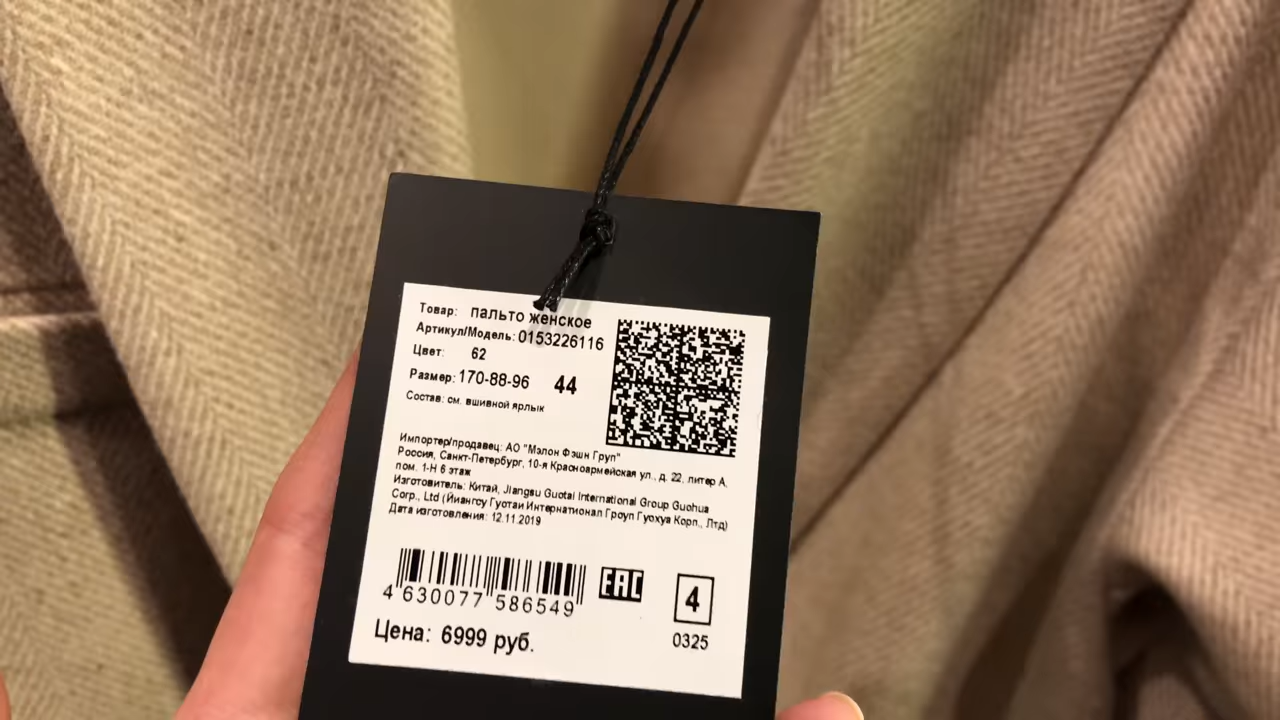 Товар: пальто женское
Артикул/Модель: 0153226116
Цвет: 62
Размер: 170-88-96 44
Состав: см. вшивной ярлык
Импортер/продавец: АО "Мэлон Фэшн Груп"
Россия, Санкт-Петербург, 10-я Красноармейская ул., д. 22, литер А,
пом. 1-Н 6 этаж
Изготовитель: Китай, Jiangsu Guotai International Group Guohua
Corp., Ltd (Йиангсу Гуотаи Интернатионал Гроуп Гуохуа Корп., Лтд)
Дата изготовления: 12.11.2019
4 630077 586549
EAC
4
0325
Цена: 6999 руб.